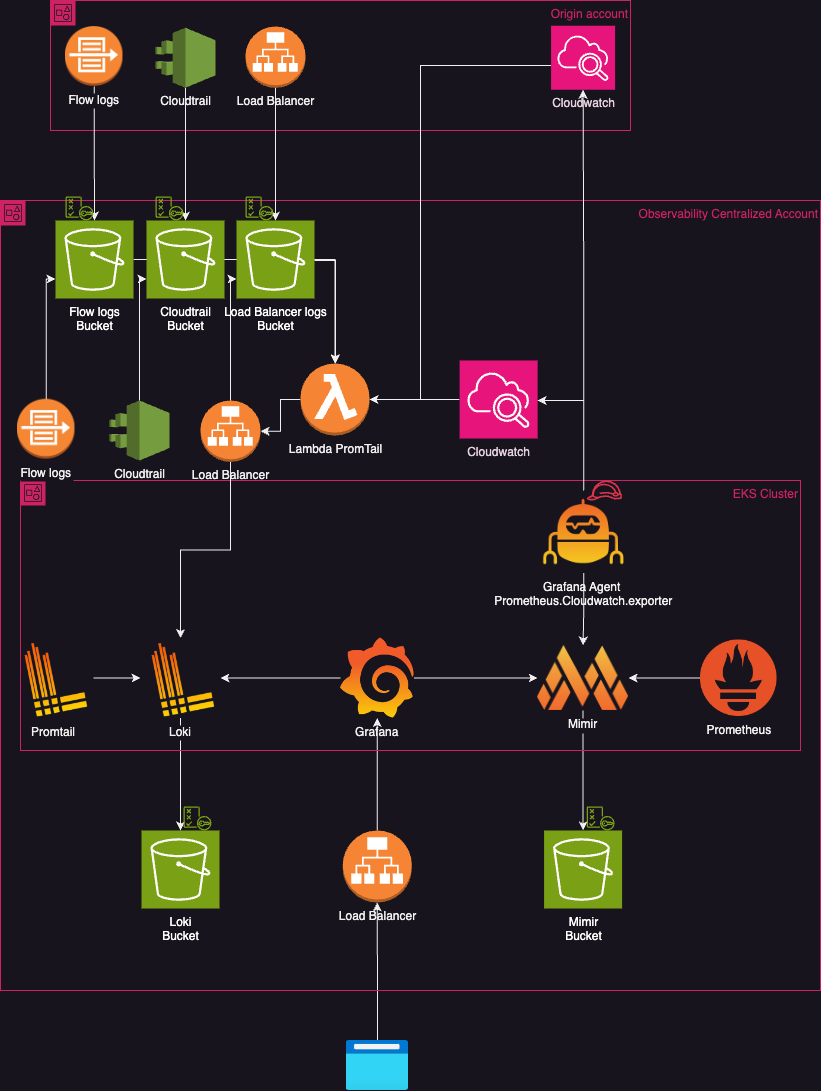 Origin account
Flow logs
Cloudtrail
Load Balancer
Cloudwatch
Observability Centralized Account
Flow logs
Bucket
Cloudtrail
Bucket
Load Balancer logs
Bucket
Flow logs
Cloudtrail
Load Balancer
Lambda PromTail
Cloudwatch
EKS Cluster
Grafana Agent
Prometheus.Cloudwatch.exporter
Promtail
Loki
Grafana
Mimir
Prometheus
Loki
Bucket
Load Balancer
Mimir
Bucket